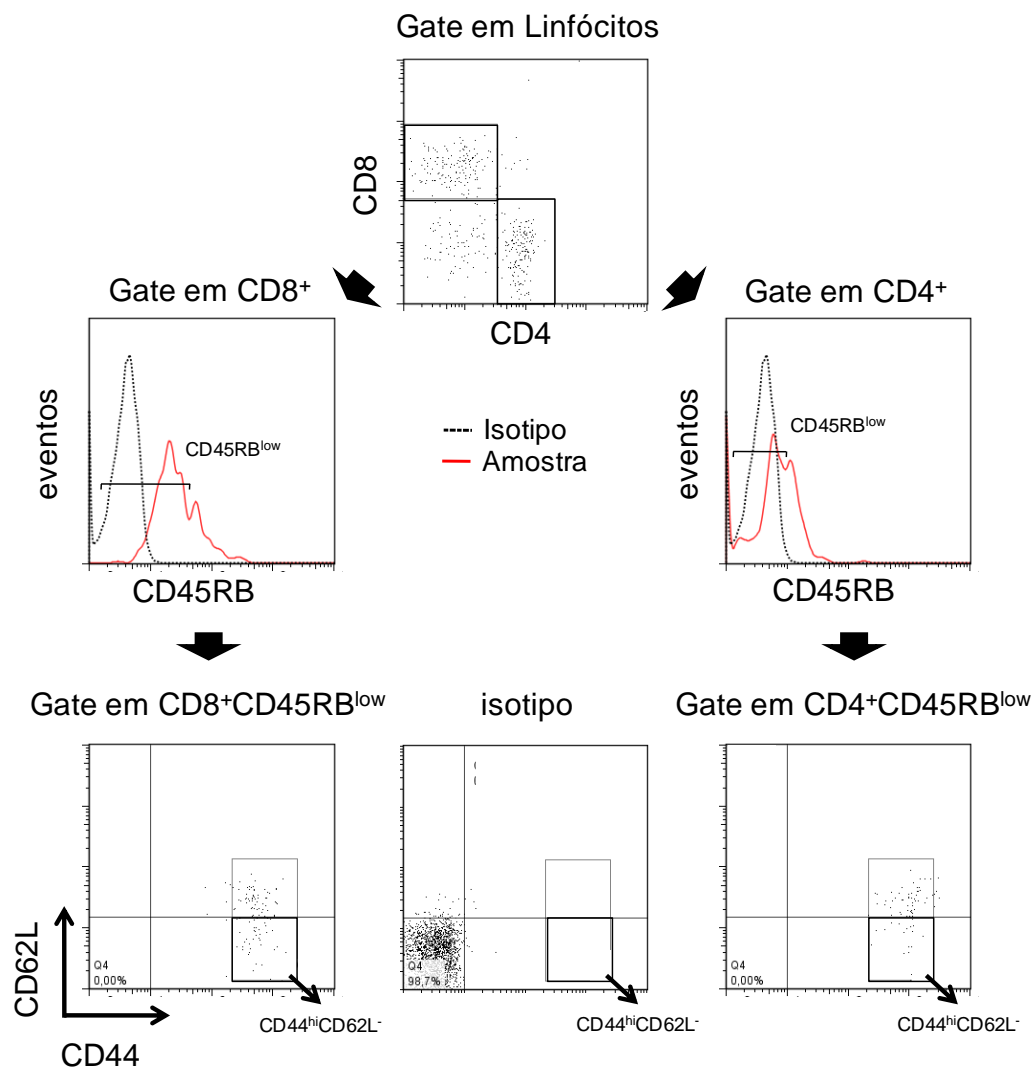 Gate em Linfócitos
CD8
CD4
Gate em CD8⁺
Gate em CD4⁺
eventos
CD45RBˡᵒʷ
CD45RB
Isotipo
Amostra
eventos
CD45RBˡᵒʷ
CD45RB
Gate em CD8⁺CD45RBˡᵒʷ
isotipo
Gate em CD4⁺CD45RBˡᵒʷ
CD62L
CD44
Q4
0,00%
CD44ʰⁱCD62L⁻
Q4
98,7%
CD44ʰⁱCD62L⁻
Q4
0,00%
CD44ʰⁱCD62L⁻